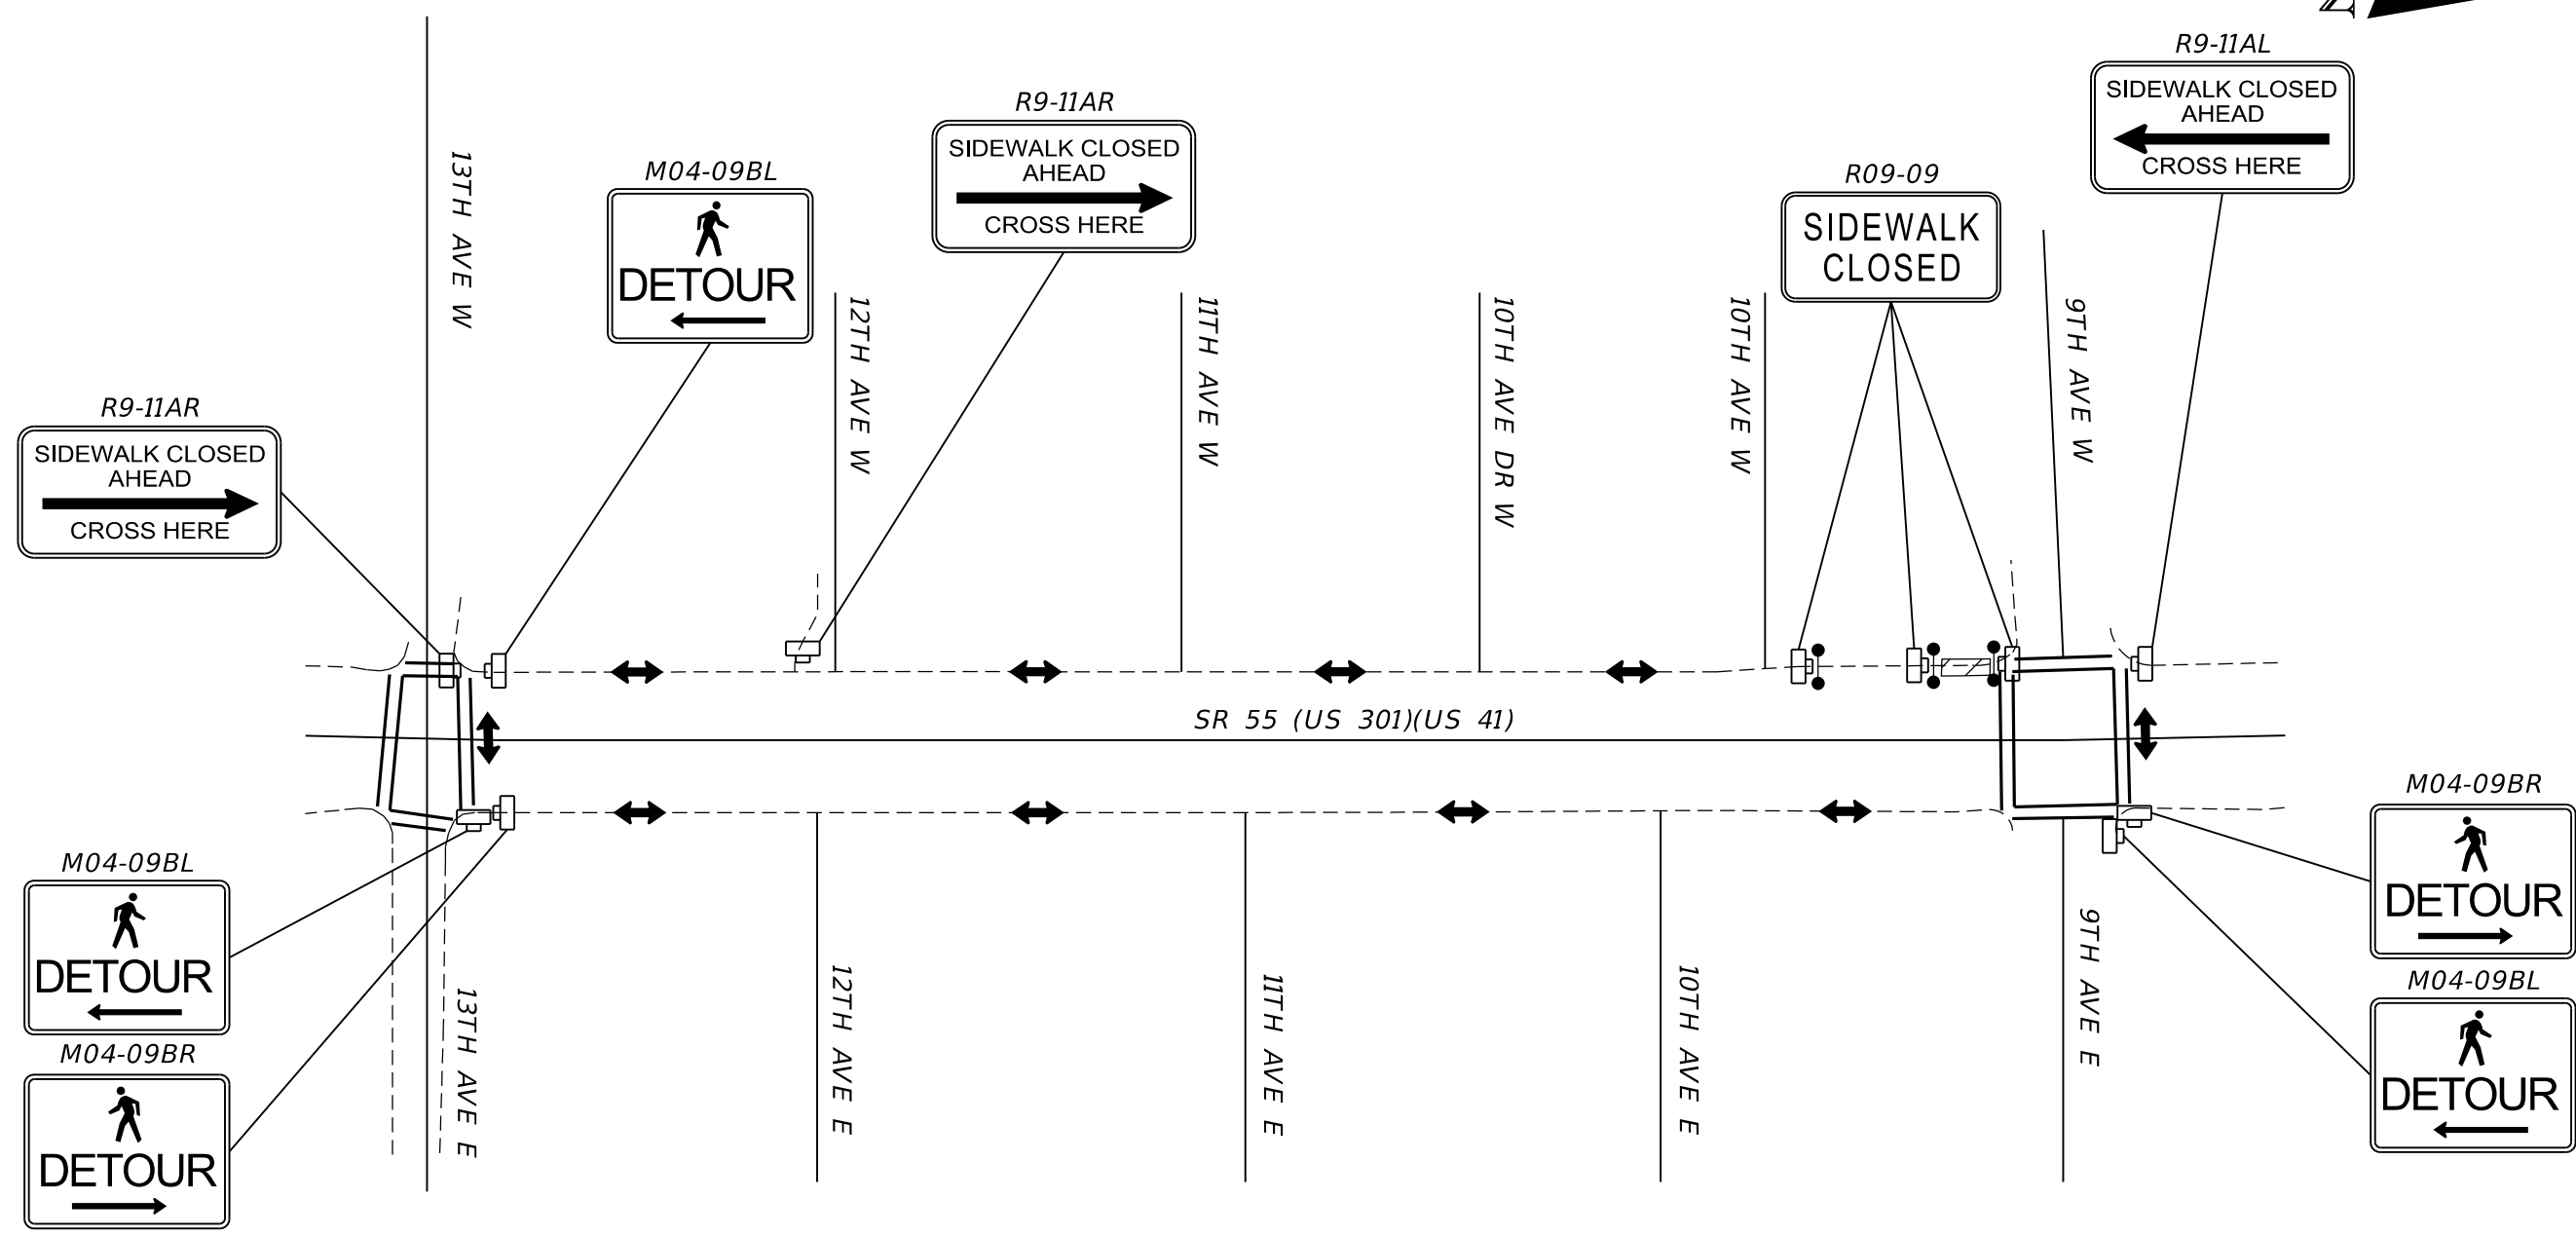 R9-11AL
SIDEWALK CLOSED
AHEAD
CROSS HERE
R9-11AR
SIDEWALK CLOSED
AHEAD
CROSS HERE
M04-09BL
DETOUR
R09-09
SIDEWALK
CLOSED
13TH AVE W
12TH AVE W
11TH AVE W
10TH AVE DR W
10TH AVE W
9TH AVE W
R9-11AR
SIDEWALK CLOSED
AHEAD
CROSS HERE
SR 55 (US 301)(US 41)
M04-09BR
DETOUR
M04-09BL
DETOUR
M04-09BL
DETOUR
M04-09BR
DETOUR
13TH AVE E
12TH AVE E
11TH AVE E
10TH AVE E
9TH AVE E